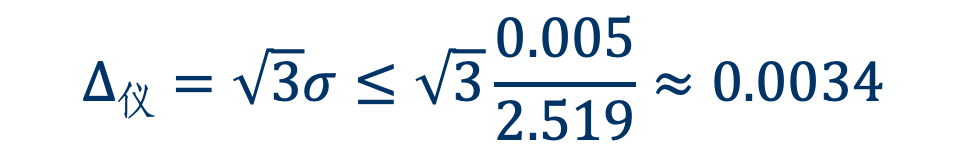 Δ仪 = √3σ ≤ √3 0.005/2.519 ≈ 0.0034